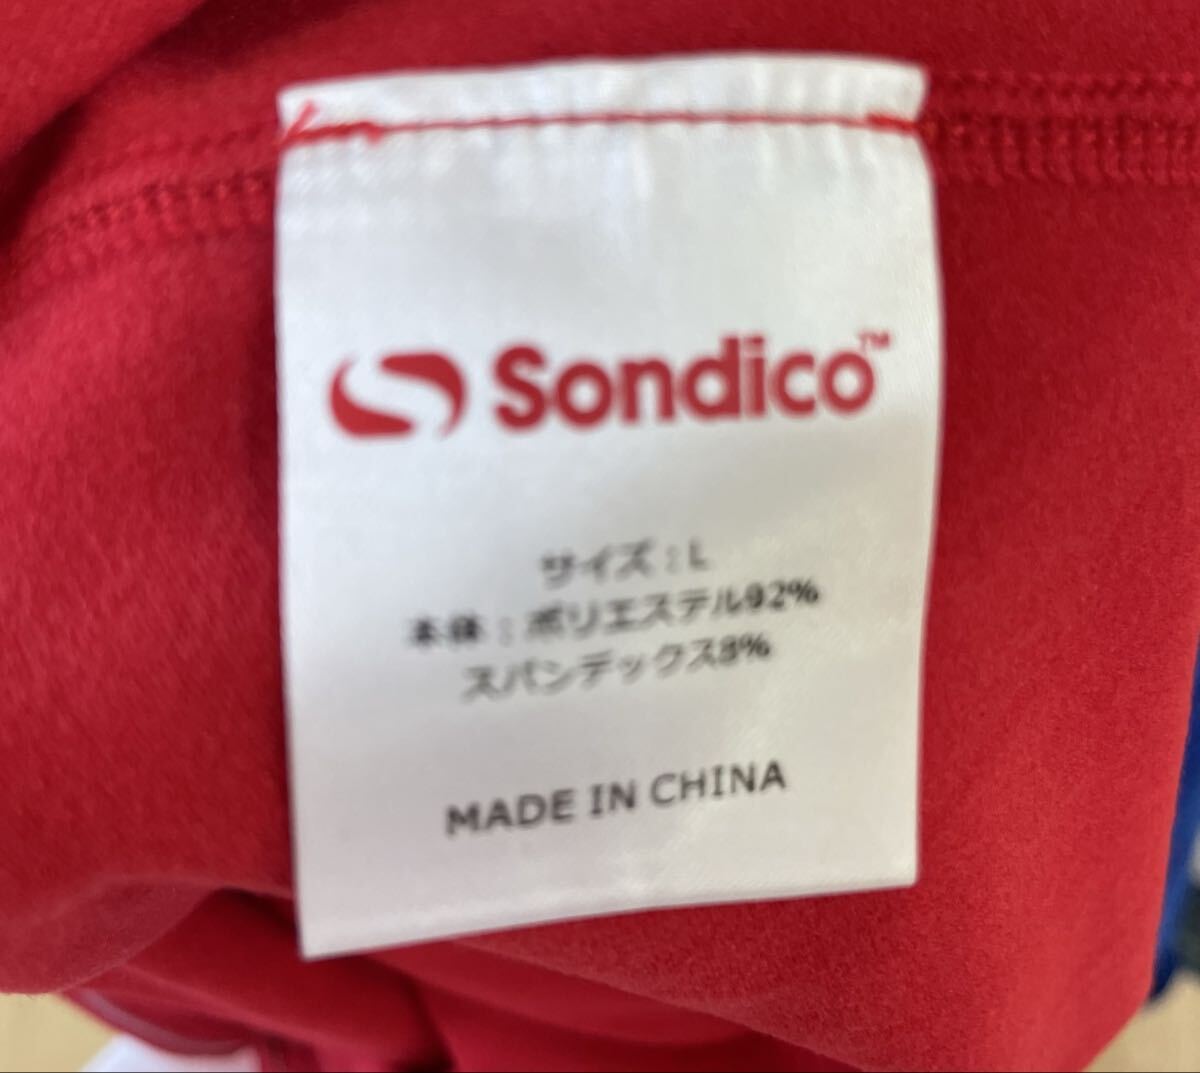 Sondico™
サイズ：L
本体：ポリエステル92%
スパンデックス8%
MADE IN CHINA